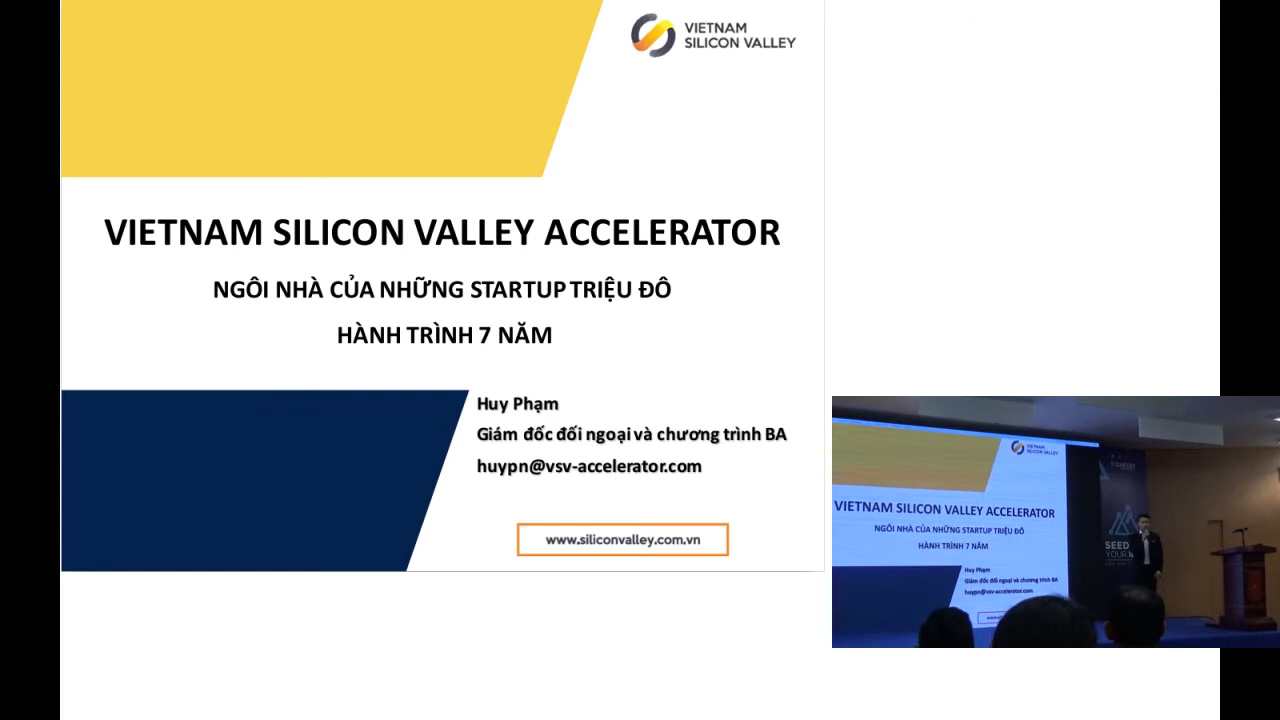 VIETNAM
SILICON VALLEY
VIETNAM SILICON VALLEY ACCELERATOR
NGÔI NHÀ CỦA NHỮNG STARTUP TRIỆU ĐÔ
HÀNH TRÌNH 7 NĂM
Huy Phạm
Giám đốc đối ngoại và chương trình BA
huypn@vsv-accelerator.com
www.siliconvalley.com.vn
VIETNAM
SILICON VALLEY
VIETNAM SILICON VALLEY ACCELERATOR
NGÔI NHÀ CỦA NHỮNG STARTUP TRIỆU ĐÔ
HÀNH TRÌNH 7 NĂM
Huy Phạm
Giám đốc đối ngoại và chương trình BA
huypn@vsv-accelerator.com
SEED
YOUR